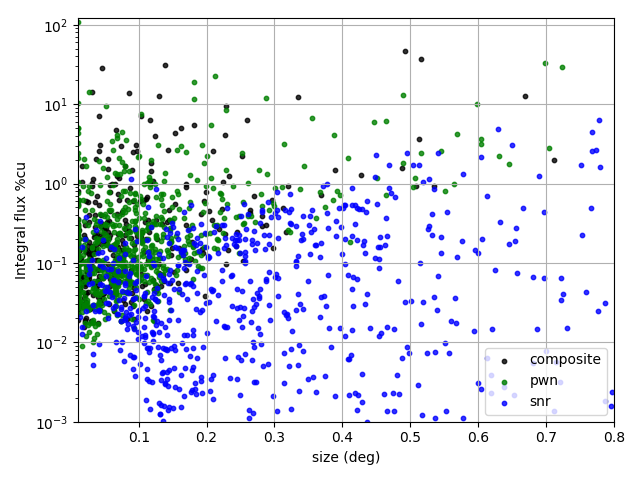 10²
10¹
10⁰
10⁻¹
10⁻²
10⁻³
Integral flux %cu
composite
pwn
snr
0.1 0.2 0.3 0.4 0.5 0.6 0.7 0.8
size (deg)